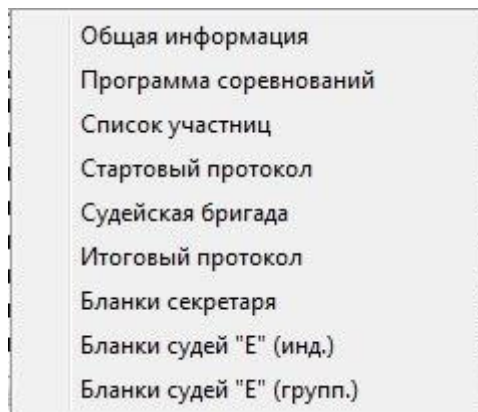 Общая информация
Программа соревнований
Список участниц
Стартовый протокол
Судейская бригада
Итоговый протокол
Бланки секретаря
Бланки судей "Е" (инд.)
Бланки судей "Е" (групп.)